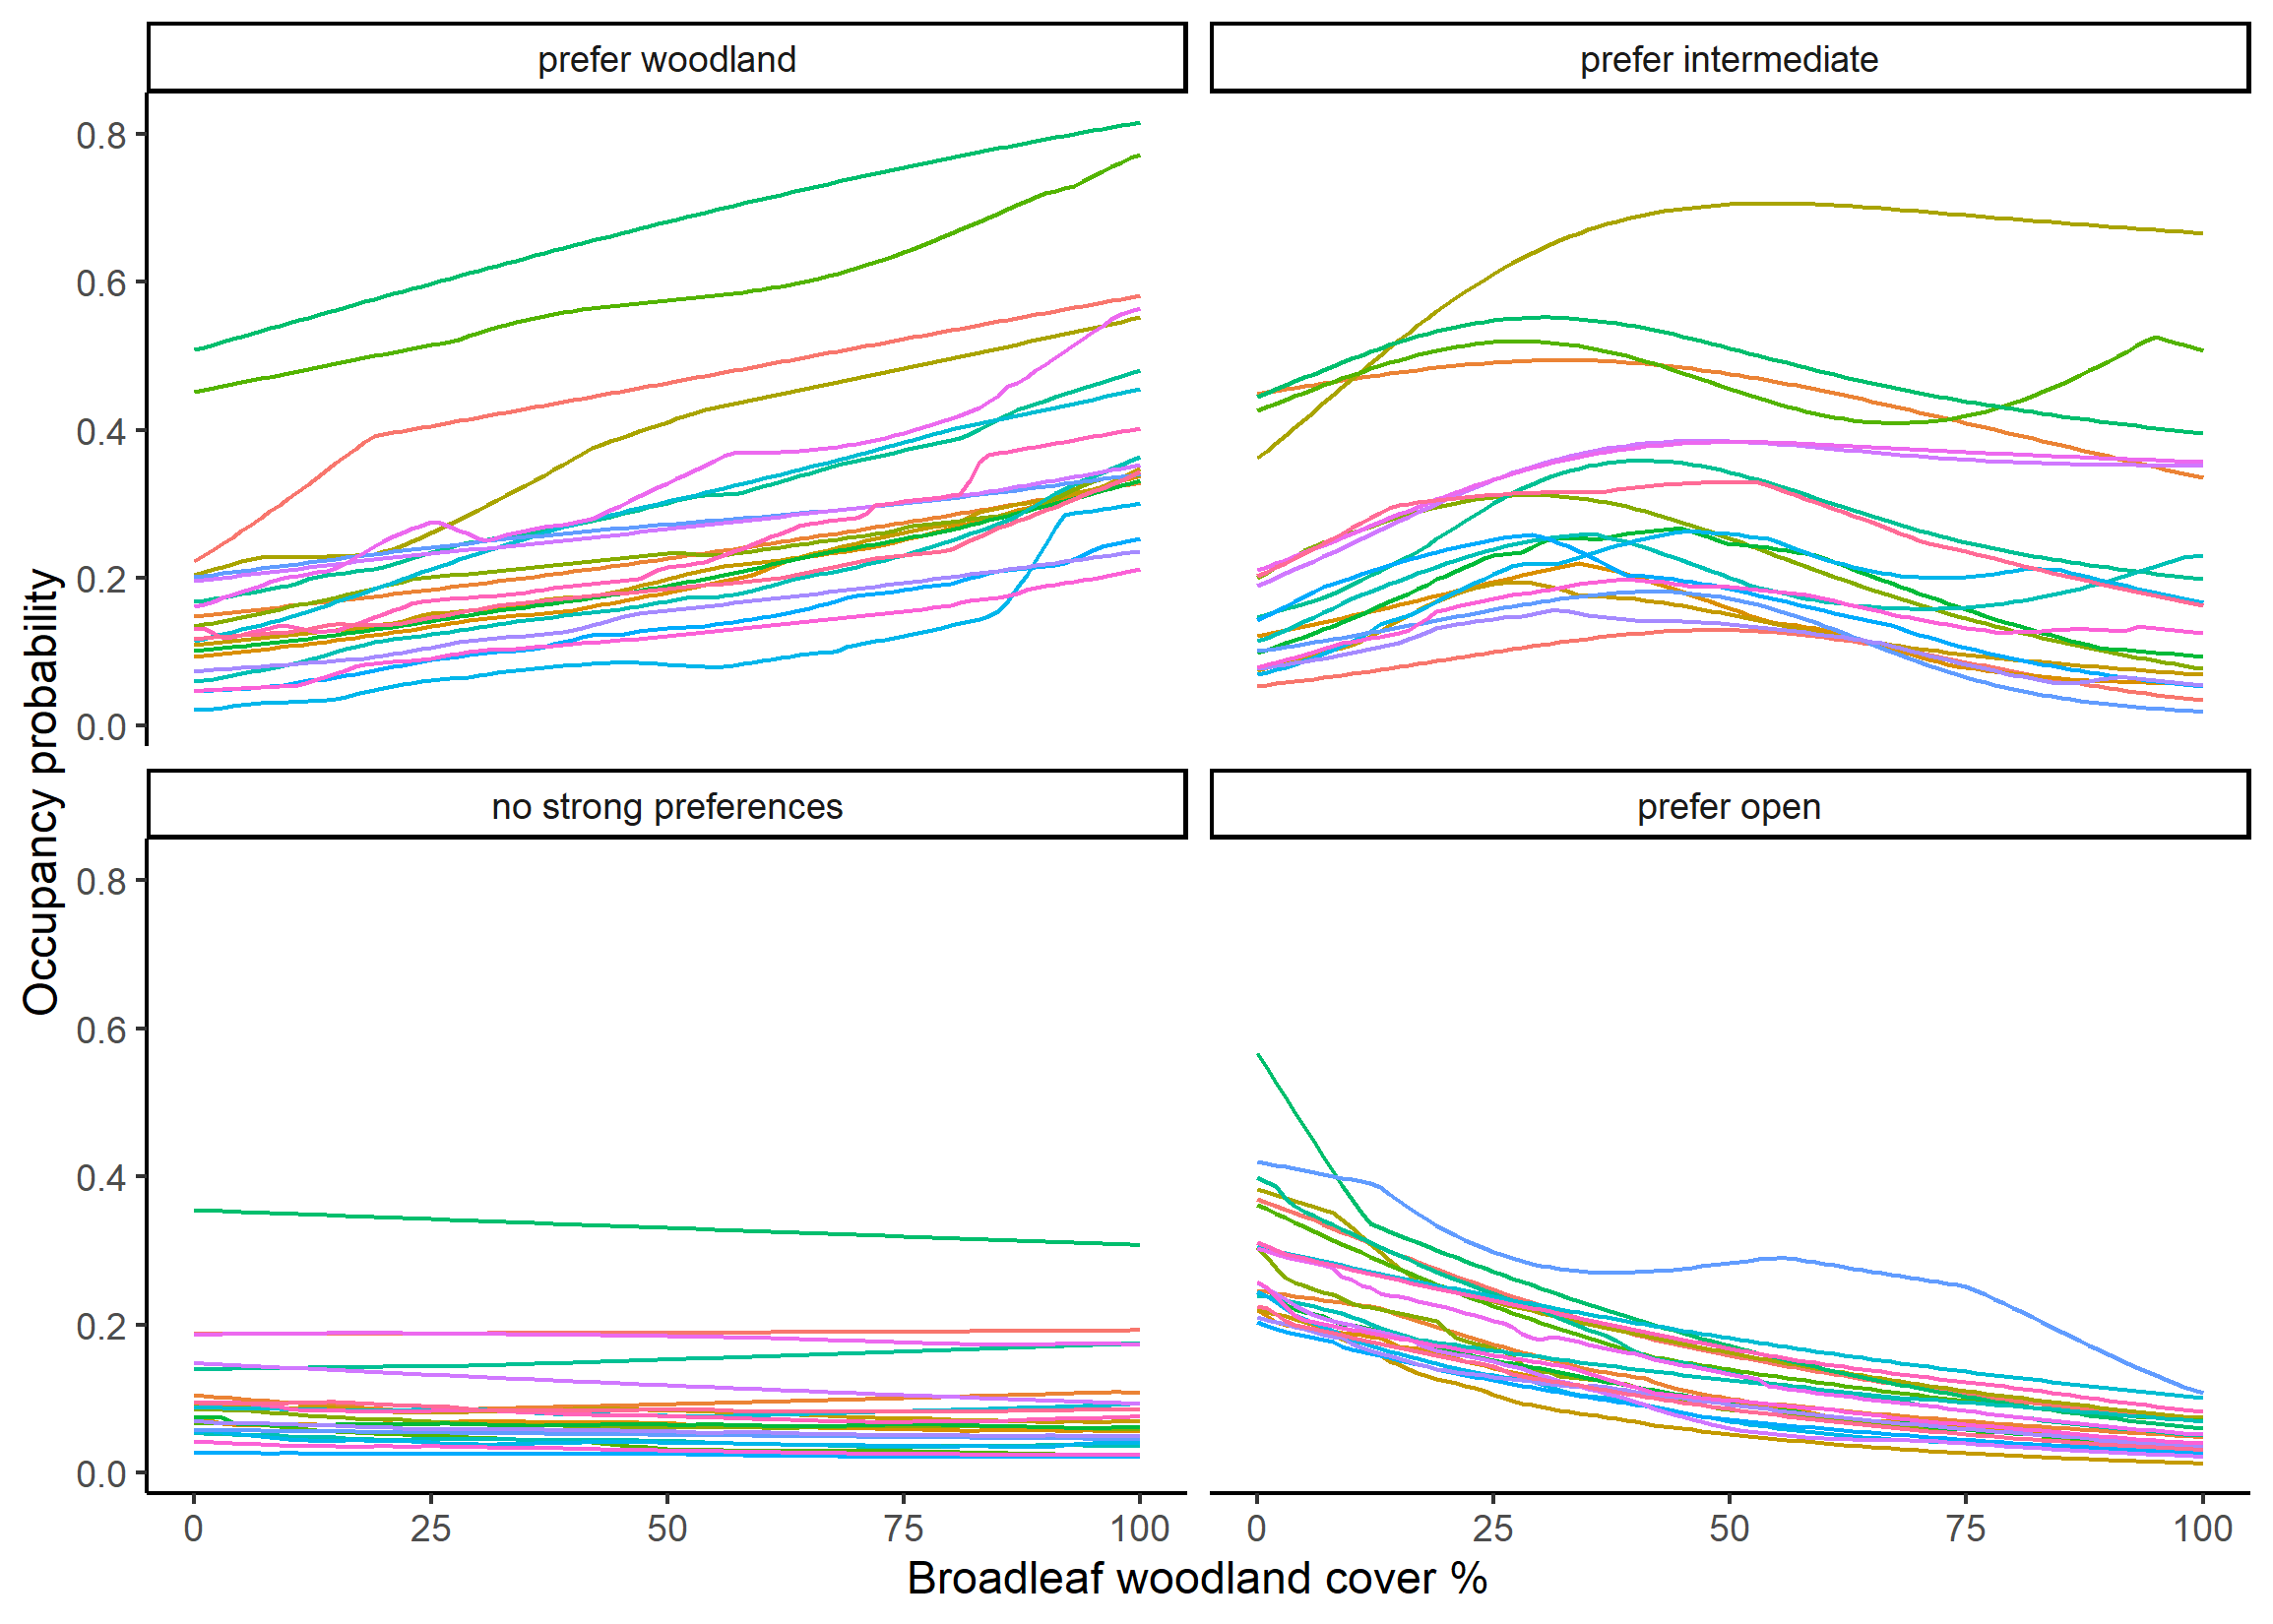 prefer woodland
prefer intermediate
0.8
0.6
0.4
0.2
0.0
no strong preferences
prefer open
0.8
0.6
0.4
0.2
0.0
0 25 50 75 100
0 25 50 75 100
Occupancy probability
Broadleaf woodland cover %